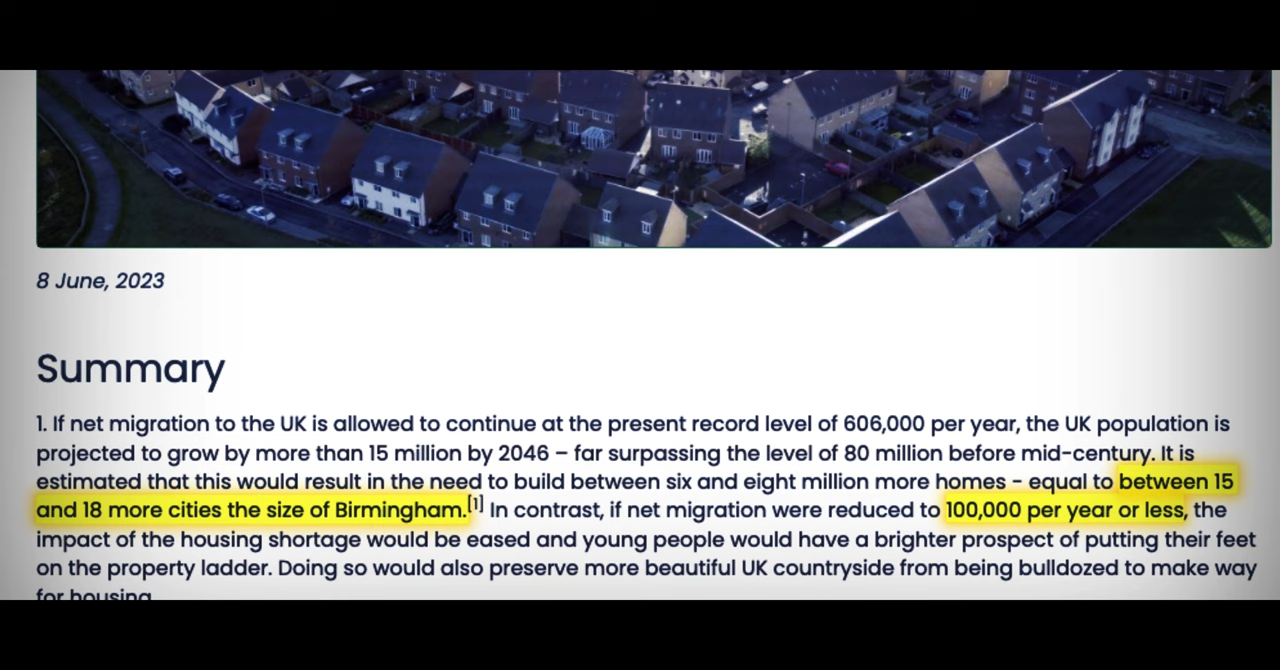 8 June, 2023
Summary
1. If net migration to the UK is allowed to continue at the present record level of 606,000 per year, the UK population is
projected to grow by more than 15 million by 2046 – far surpassing the level of 80 million before mid-century. It is
estimated that this would result in the need to build between six and eight million more homes - equal to between 15
and 18 more cities the size of Birmingham.[1] In contrast, if net migration were reduced to 100,000 per year or less, the
impact of the housing shortage would be eased and young people would have a brighter prospect of putting their feet
on the property ladder. Doing so would also preserve more beautiful UK countryside from being bulldozed to make way
for housing.